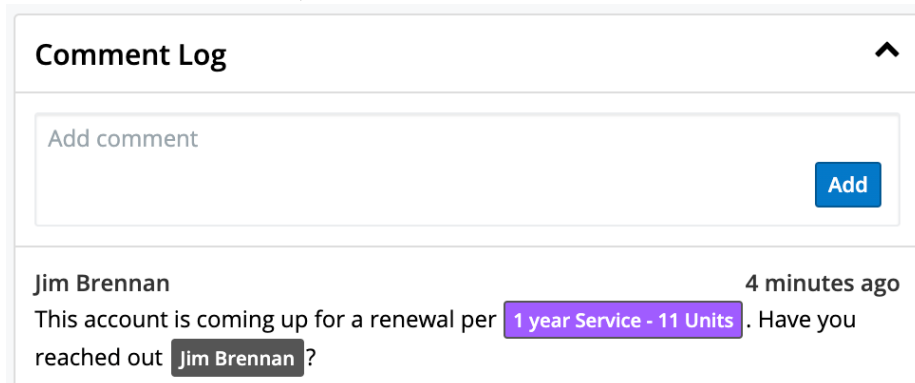 Comment Log
Add comment
Add
Jim Brennan 4 minutes ago
This account is coming up for a renewal per 1 year Service - 11 Units . Have you
reached out Jim Brennan ?